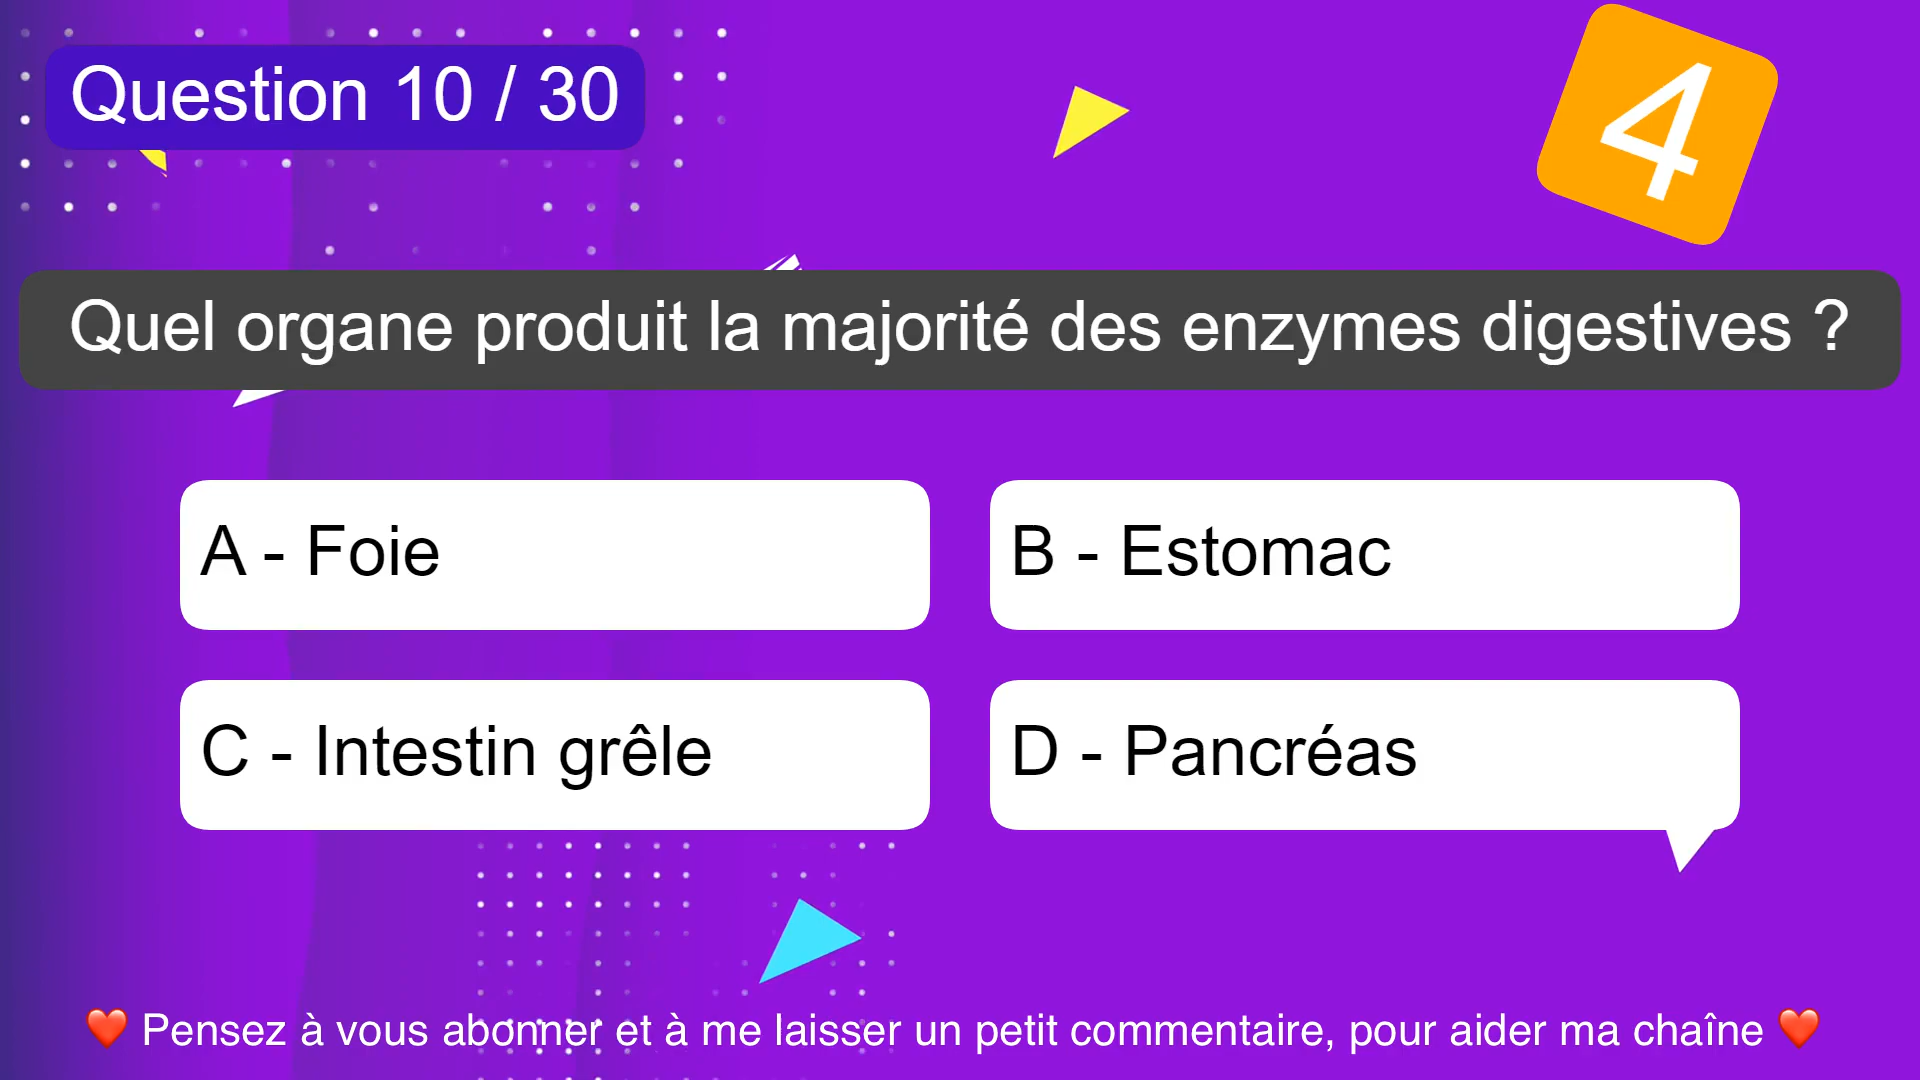 Question 10 / 30
4
Quel organe produit la majorité des enzymes digestives ?
A - Foie
B - Estomac
C - Intestin grêle
D - Pancréas
❤️ Pensez à vous abonner et à me laisser un petit commentaire, pour aider ma chaîne ❤️